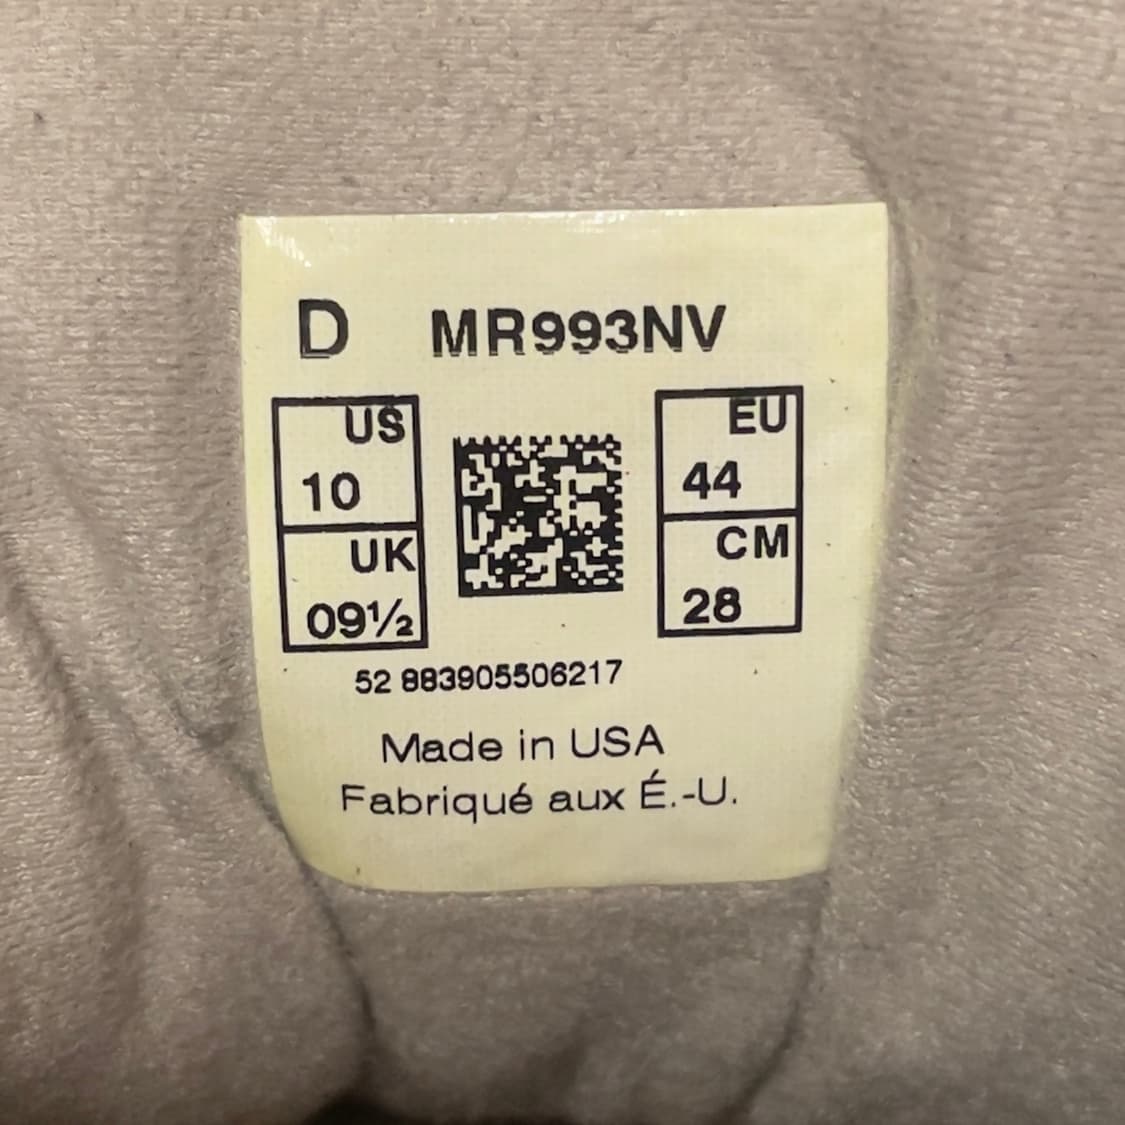 D MR993NV
US EU
10 44
UK CM
09½ 28
52 883905506217
Made in USA
Fabriqué aux É.-U.